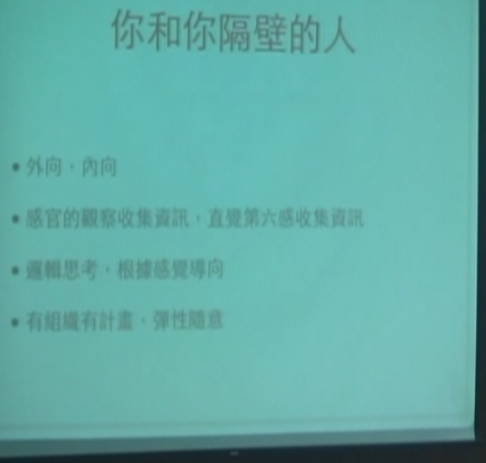 你和你隔壁的人
• 外向，內向
• 感官的觀察收集資訊，直覺第六感收集資訊
• 邏輯思考，根據感覺導向
• 有組織有計畫，彈性隨意